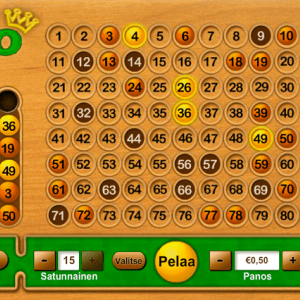 O
1 2 3 4 5 6 7 8 9 10
11 12 13 14 15 16 17 18 19 20
21 22 23 24 25 26 27 28 29 30
31 32 33 34 35 36 37 38 39 40
41 42 43 44 45 46 47 48 49 50
51 52 53 54 55 56 57 58 59 60
61 62 63 64 65 66 67 68 69 70
71 72 73 74 75 76 77 78 79 80
36
19
49
3
50
- 15 + Valitse Pelaa - €0,50 +
Satunnainen Panos